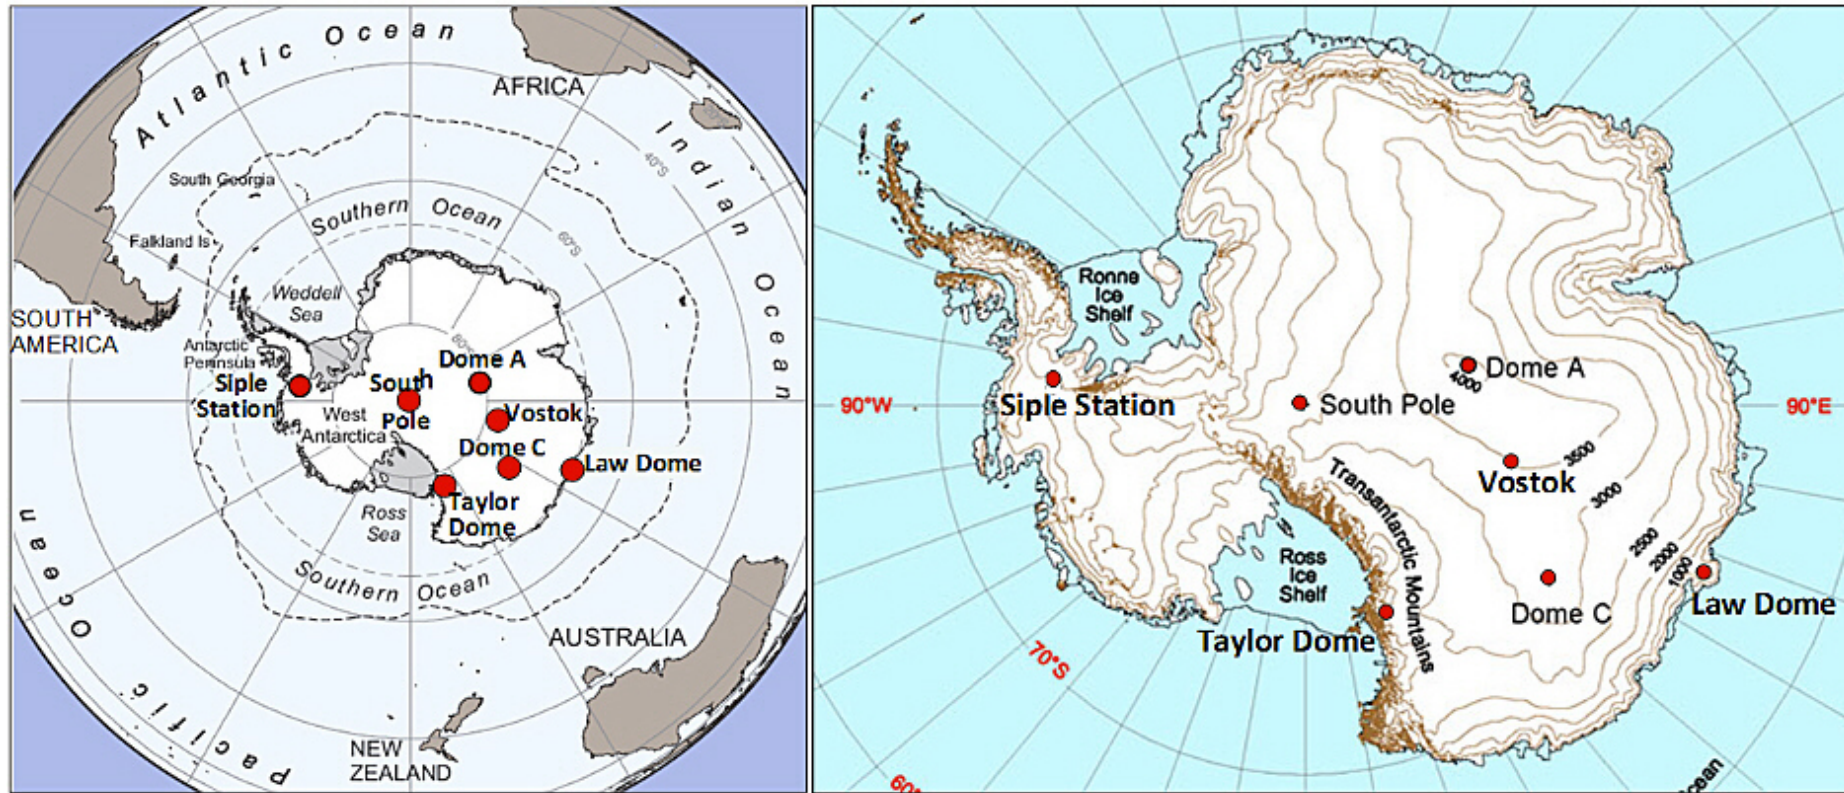 Atlantic Ocean
AFRICA
Indian Ocean
40°S
South Georgia
Southern Ocean
60°S
Falkland Is
Weddell
Sea
SOUTH
AMERICA
Antarctic
Peninsula
80°S
Dome A
Siple
Station
South
Pole
Vostok
West
Antarctica
Dome C
Law Dome
Taylor
Dome
Ross
Sea
Southern Ocean
Pacific Ocean
AUSTRALIA
NEW
ZEALAND
Ronne
Ice
Shelf
Dome A
4000
Siple Station
90°W
South Pole
90°E
3500
Vostok
Transantarctic Mountains
3000
2500
2000
1000
Ross
Ice
Shelf
Dome C
Law Dome
Taylor Dome
70°S
60°
cean